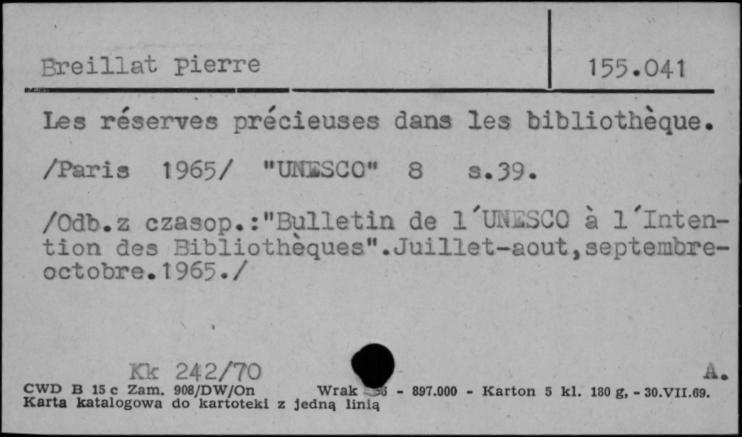 Breillat Pierre
155.041
Les réserves précieuses dans les bibliothèque.
/Paris 1965/ "UNESCO" 8 s.39.
/Odb.z czasop.:"Bulletin de l´UNESCO à l´Inten-
tion des Bibliothèques".Juillet-aout,septembre-
octobre.1965./
Kk 242/70 A.
CWD B 15 c Zam. 908/DW/On Wrak - 897.000 - Karton 5 kl. 180 g, - 30.VII.69.
Karta katalogowa do kartoteki z jedną linią